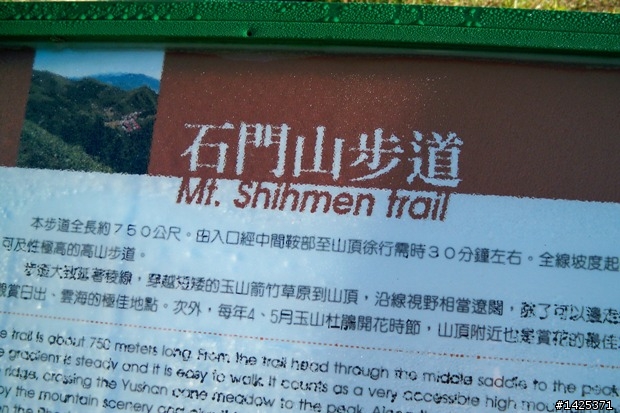 石門山步道
Mt. Shihmen trail
本步道全長約750公尺。由入口經中間鞍部至山頂徐行需時30分鐘左右。全線坡度起
可及性極高的高山步道。
步道大致延著稜線，穿越短矮的玉山箭竹草原到山頂，沿線視野相當遼闊，除了可以邊走
觀賞日出、雲海的極佳地點。次外，每年4、5月玉山杜鵑開花時節，山頂附近也是賞花的最佳
trail is about 750 meters long. From the trail head through the middle saddle to the peak
gradient is steady and it is easy to walk. It counts as a very accessible high mou
ridge, crossing the Yushan cane meadow to the peak.
by the mountain scenery and
#1425371